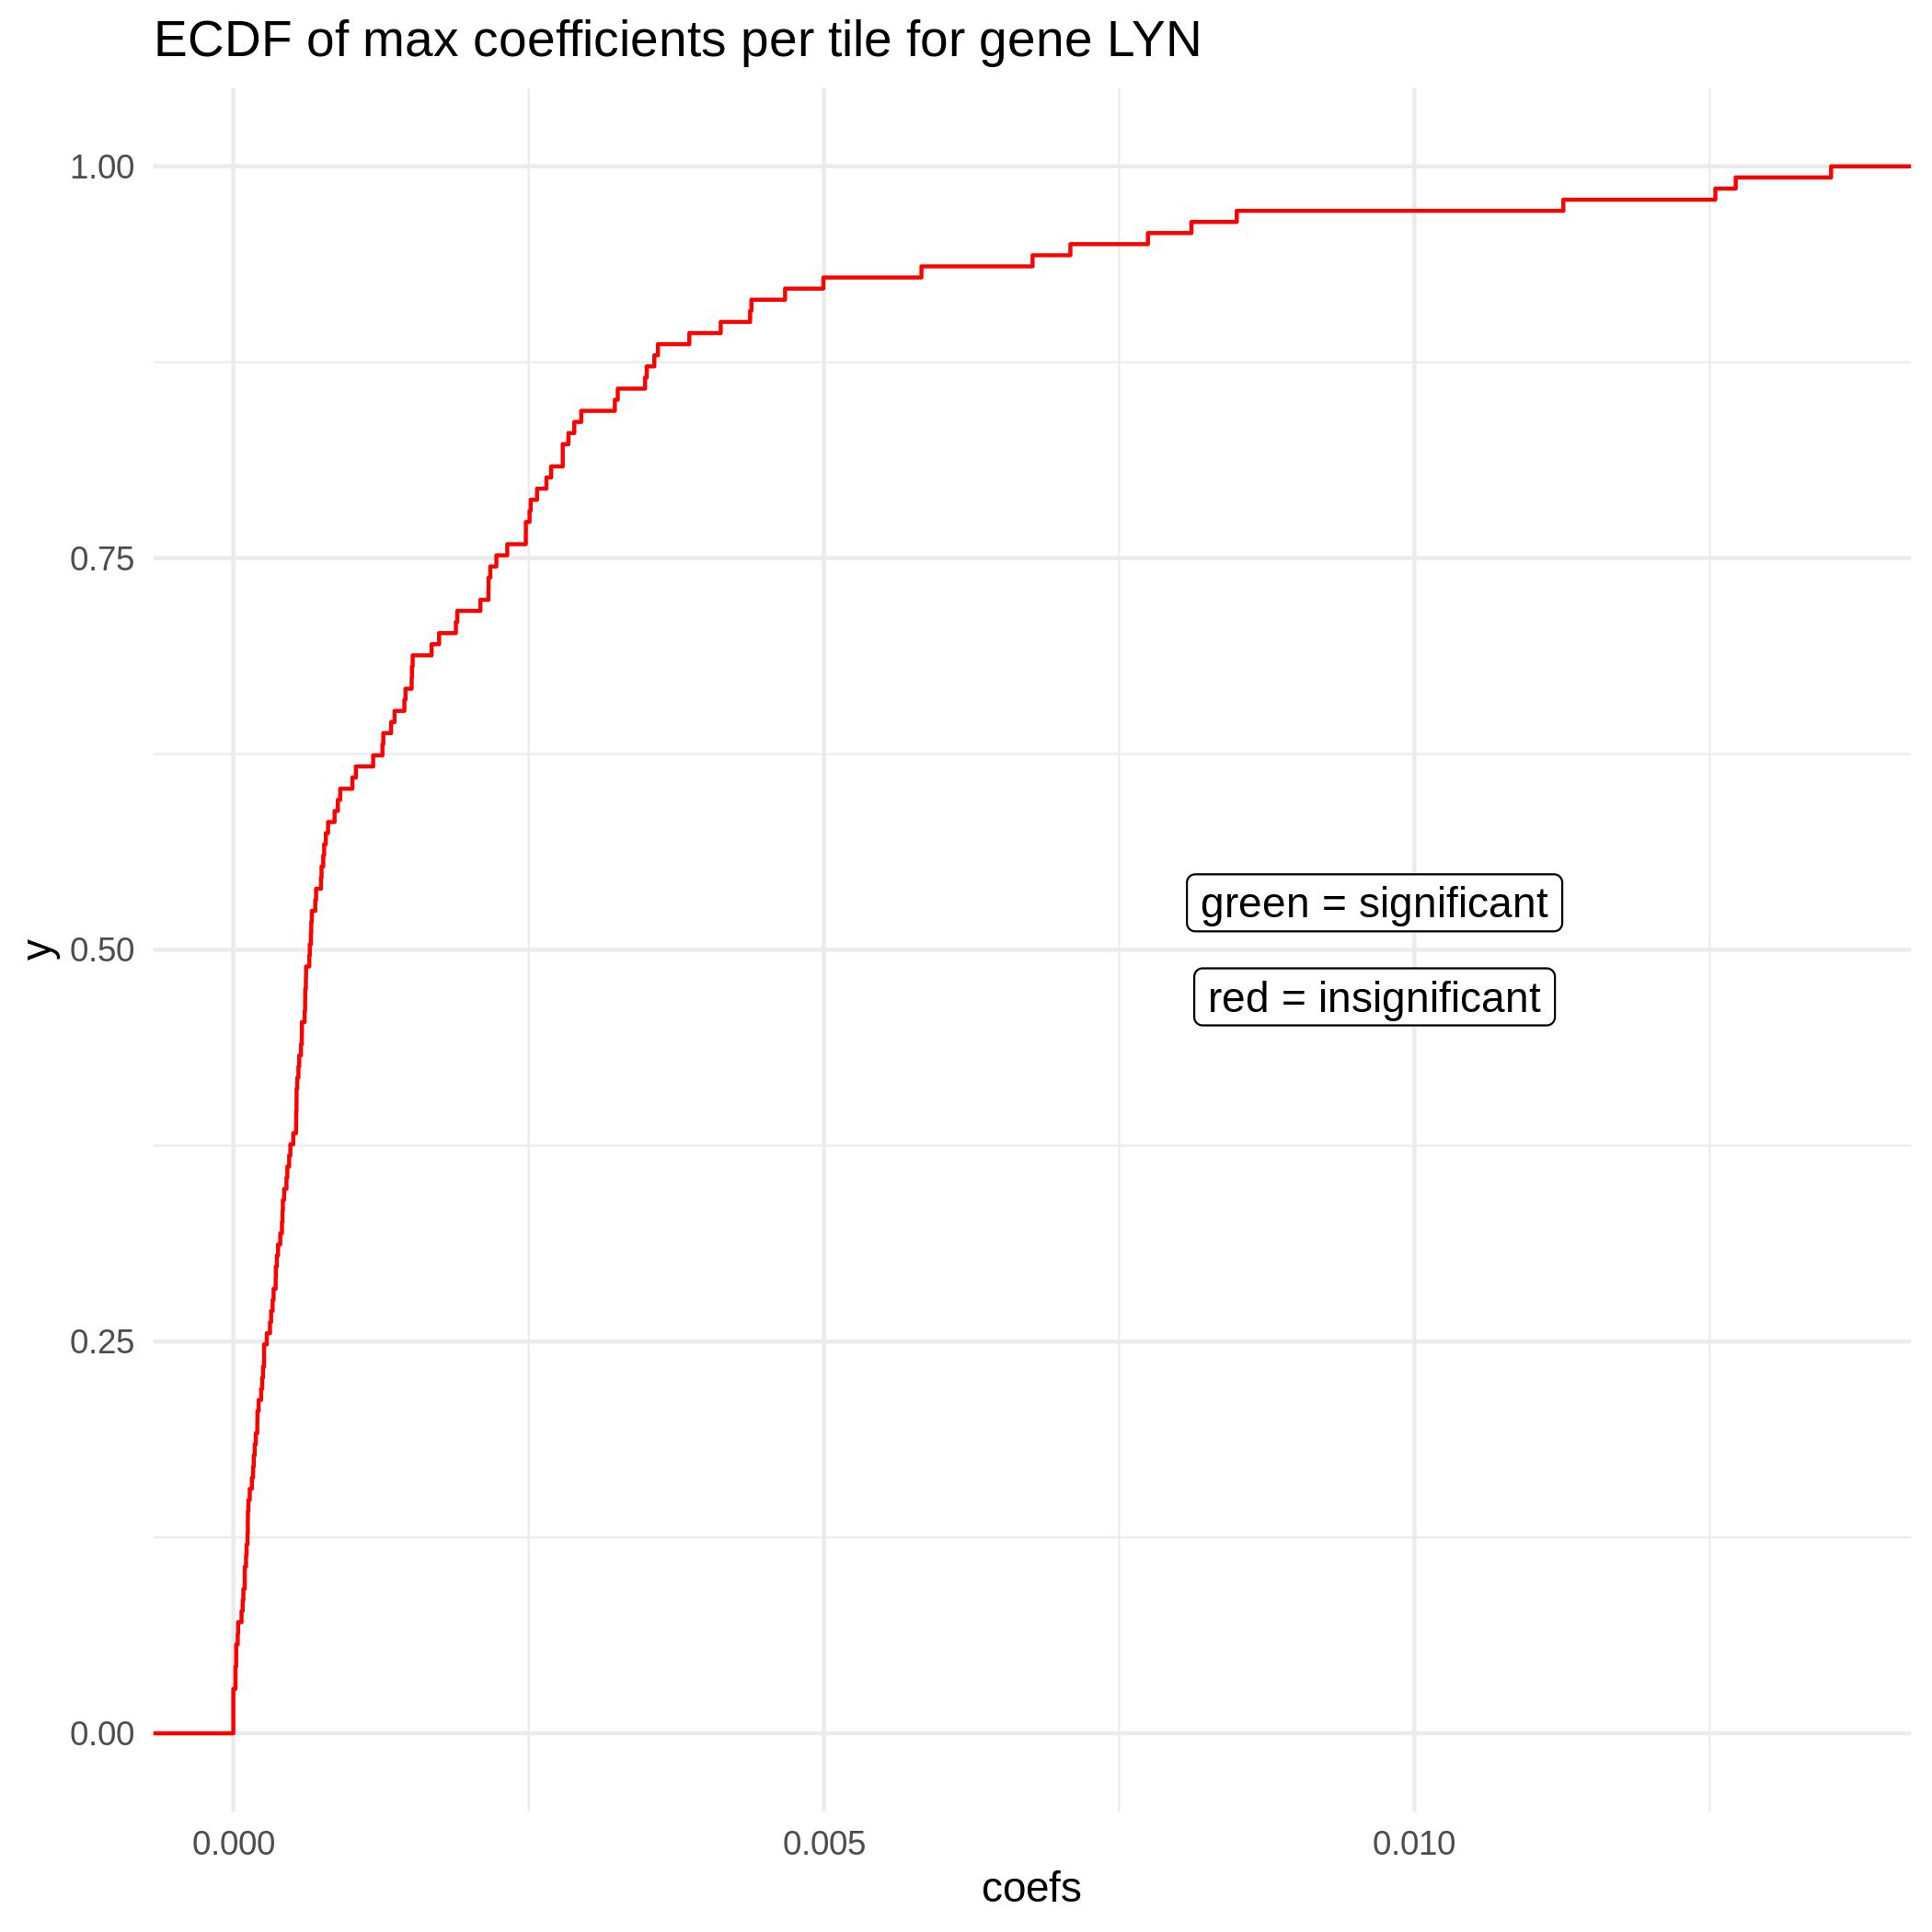 ECDF of max coefficients per tile for gene LYN
1.00
0.75
0.50
0.25
0.00
y
green = significant
red = insignificant
0.000 0.005 0.010
coefs